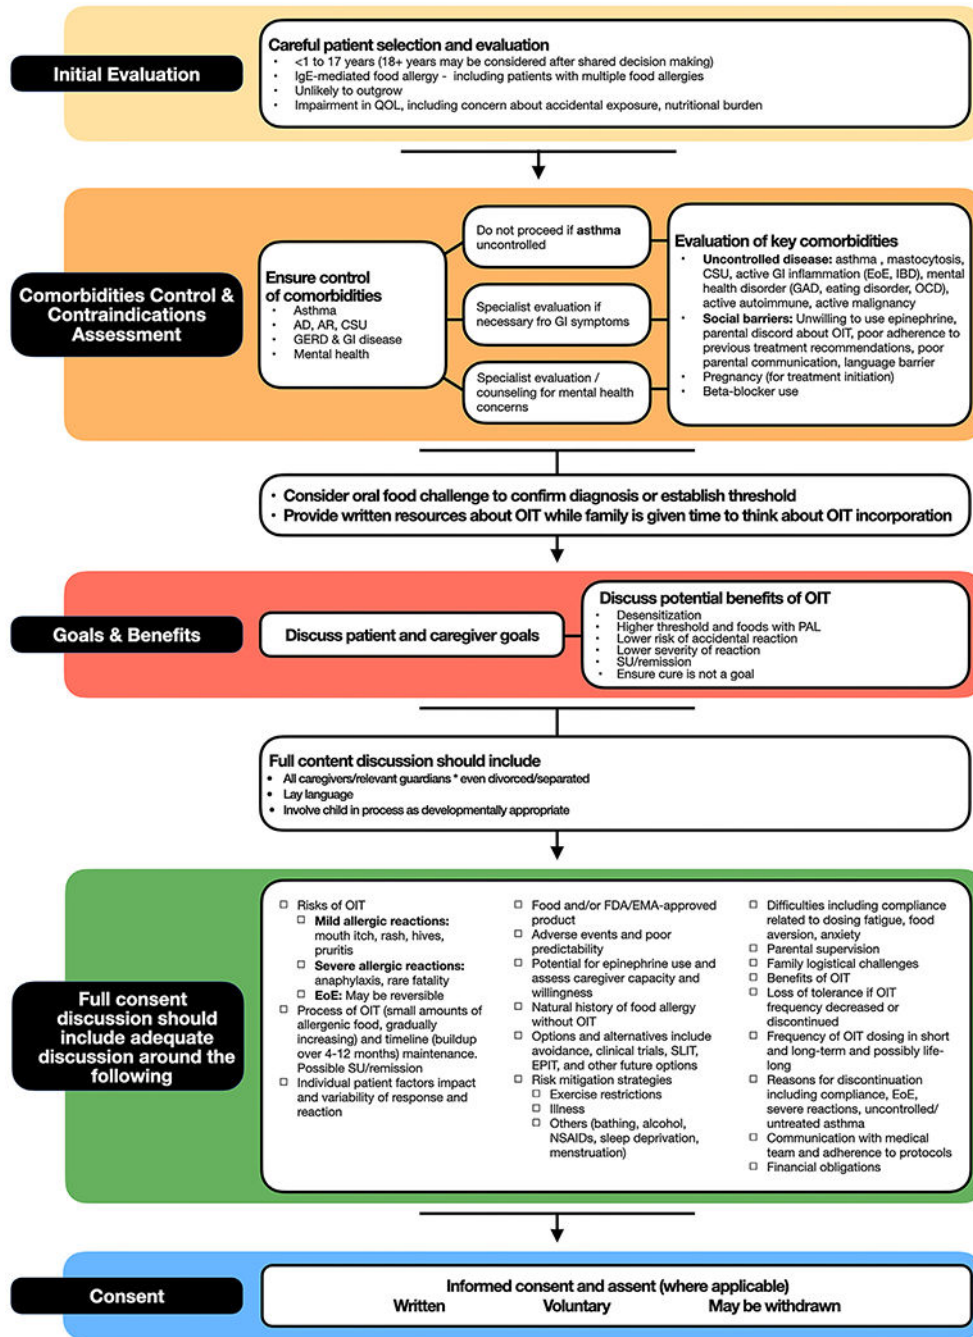 Initial Evaluation
Careful patient selection and evaluation
• <1 to 17 years (18+ years may be considered after shared decision making)
• IgE-mediated food allergy - including patients with multiple food allergies
• Unlikely to outgrow
• Impairment in QOL, including concern about accidental exposure, nutritional burden
Comorbidities Control &
Contraindications
Assessment
Ensure control
of comorbidities
• Asthma
• AD, AR, CSU
• GERD & GI disease
• Mental health
Do not proceed if asthma
uncontrolled
Specialist evaluation if
necessary fro GI symptoms
Specialist evaluation /
counseling for mental health
concerns
Evaluation of key comorbidities
• Uncontrolled disease: asthma , mastocytosis,
CSU, active GI inflammation (EoE, IBD), mental
health disorder (GAD, eating disorder, OCD),
active autoimmune, active malignancy
• Social barriers: Unwilling to use epinephrine,
parental discord about OIT, poor adherence to
previous treatment recommendations, poor
parental communication, language barrier
• Pregnancy (for treatment initiation)
• Beta-blocker use
• Consider oral food challenge to confirm diagnosis or establish threshold
• Provide written resources about OIT while family is given time to think about OIT incorporation
Goals & Benefits
Discuss patient and caregiver goals
Discuss potential benefits of OIT
• Desensitization
• Higher threshold and foods with PAL
• Lower risk of accidental reaction
• Lower severity of reaction
• SU/remission
• Ensure cure is not a goal
Full content discussion should include
• All caregivers/relevant guardians * even divorced/separated
• Lay language
• Involve child in process as developmentally appropriate
Full consent
discussion should
include adequate
discussion around the
following
☐ Risks of OIT
☐ Mild allergic reactions:
mouth itch, rash, hives,
pruritis
☐ Severe allergic reactions:
anaphylaxis, rare fatality
☐ EoE: May be reversible
☐ Process of OIT (small amounts of
allergenic food, gradually
increasing) and timeline (buildup
over 4-12 months) maintenance.
Possible SU/remission
☐ Individual patient factors impact
and variability of response and
reaction
☐ Food and/or FDA/EMA-approved
product
☐ Adverse events and poor
predictability
☐ Potential for epinephrine use and
assess caregiver capacity and
willingness
☐ Natural history of food allergy
without OIT
☐ Options and alternatives include
avoidance, clinical trials, SLIT,
EPIT, and other future options
☐ Risk mitigation strategies
☐ Exercise restrictions
☐ Illness
☐ Others (bathing, alcohol,
NSAIDs, sleep deprivation,
menstruation)
☐ Difficulties including compliance
related to dosing fatigue, food
aversion, anxiety
☐ Parental supervision
☐ Family logistical challenges
☐ Benefits of OIT
☐ Loss of tolerance if OIT
frequency decreased or
discontinued
☐ Frequency of OIT dosing in short
and long-term and possibly life-
long
☐ Reasons for discontinuation
including compliance, EoE,
severe reactions, uncontrolled/
untreated asthma
☐ Communication with medical
team and adherence to protocols
☐ Financial obligations
Consent
Informed consent and assent (where applicable)
Written Voluntary May be withdrawn